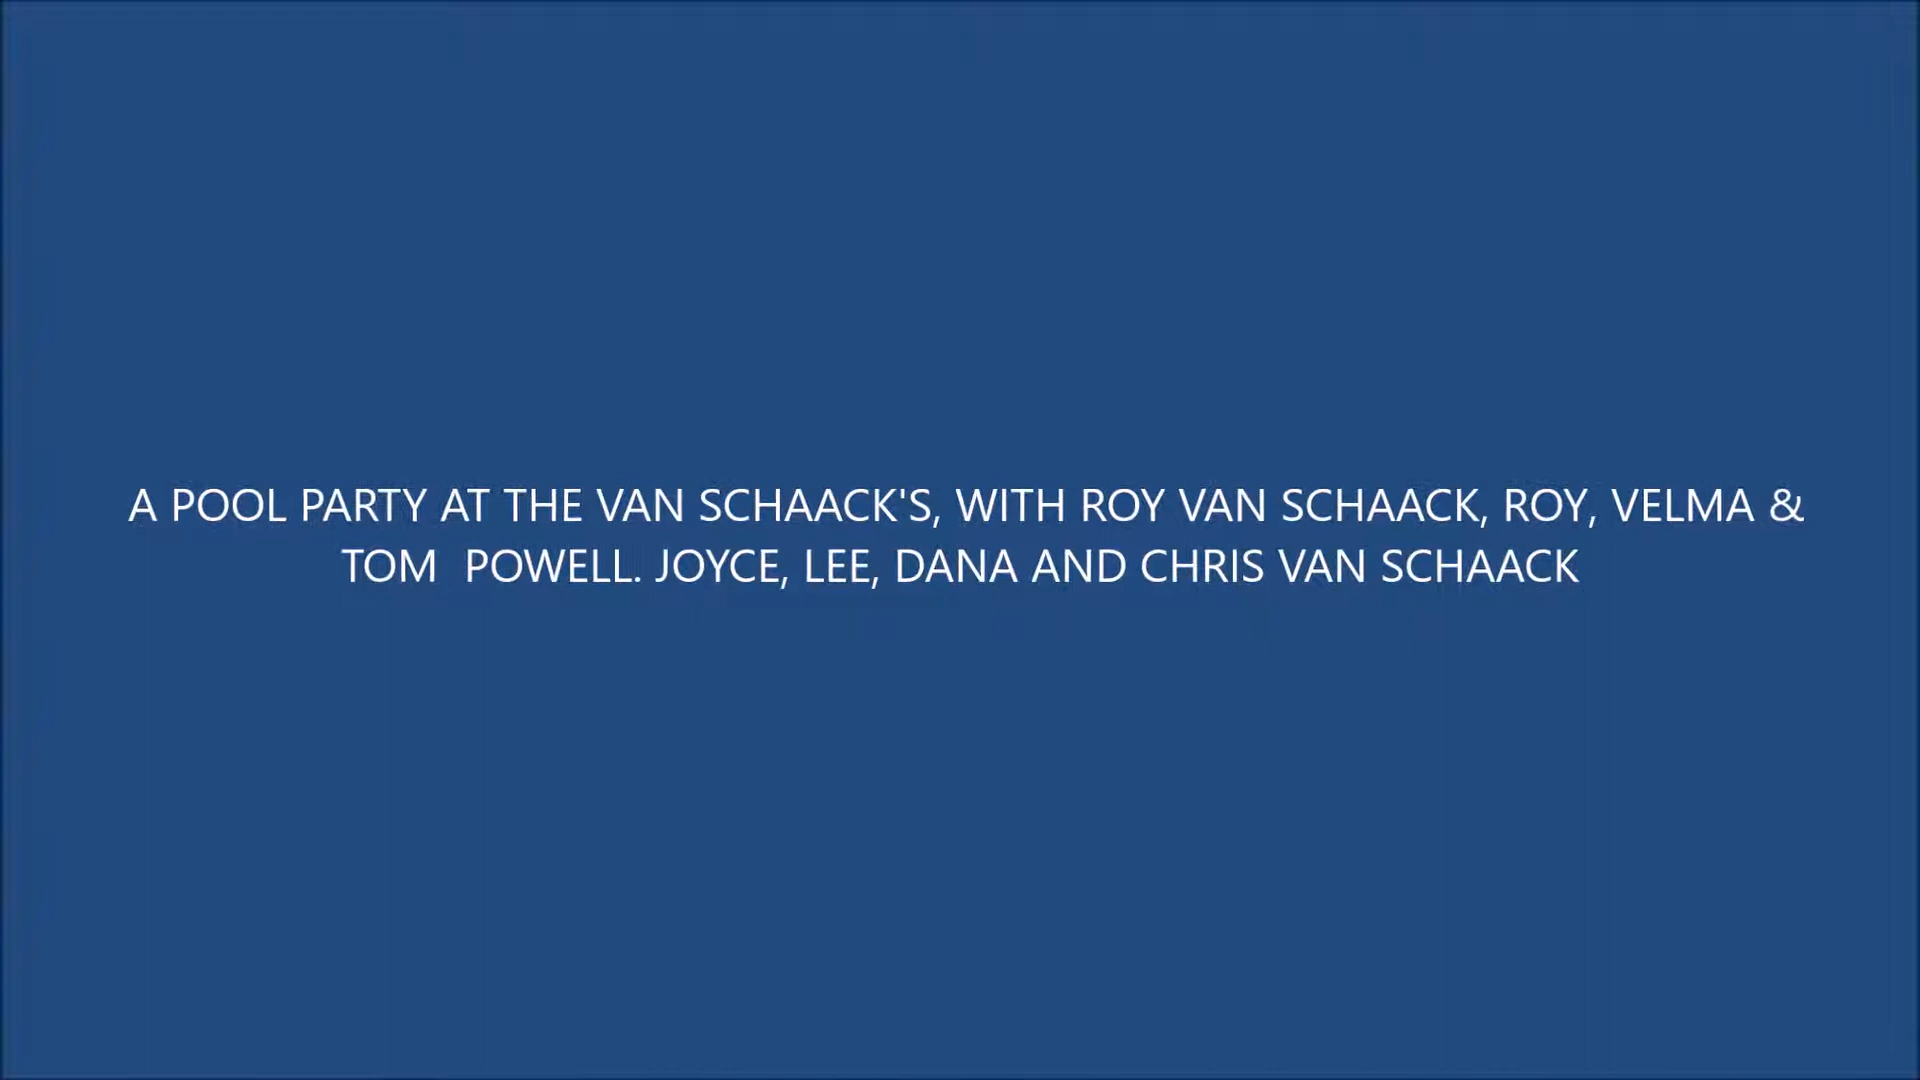 A POOL PARTY AT THE VAN SCHAACK'S, WITH ROY VAN SCHAACK, ROY, VELMA &
TOM  POWELL. JOYCE, LEE, DANA AND CHRIS VAN SCHAACK